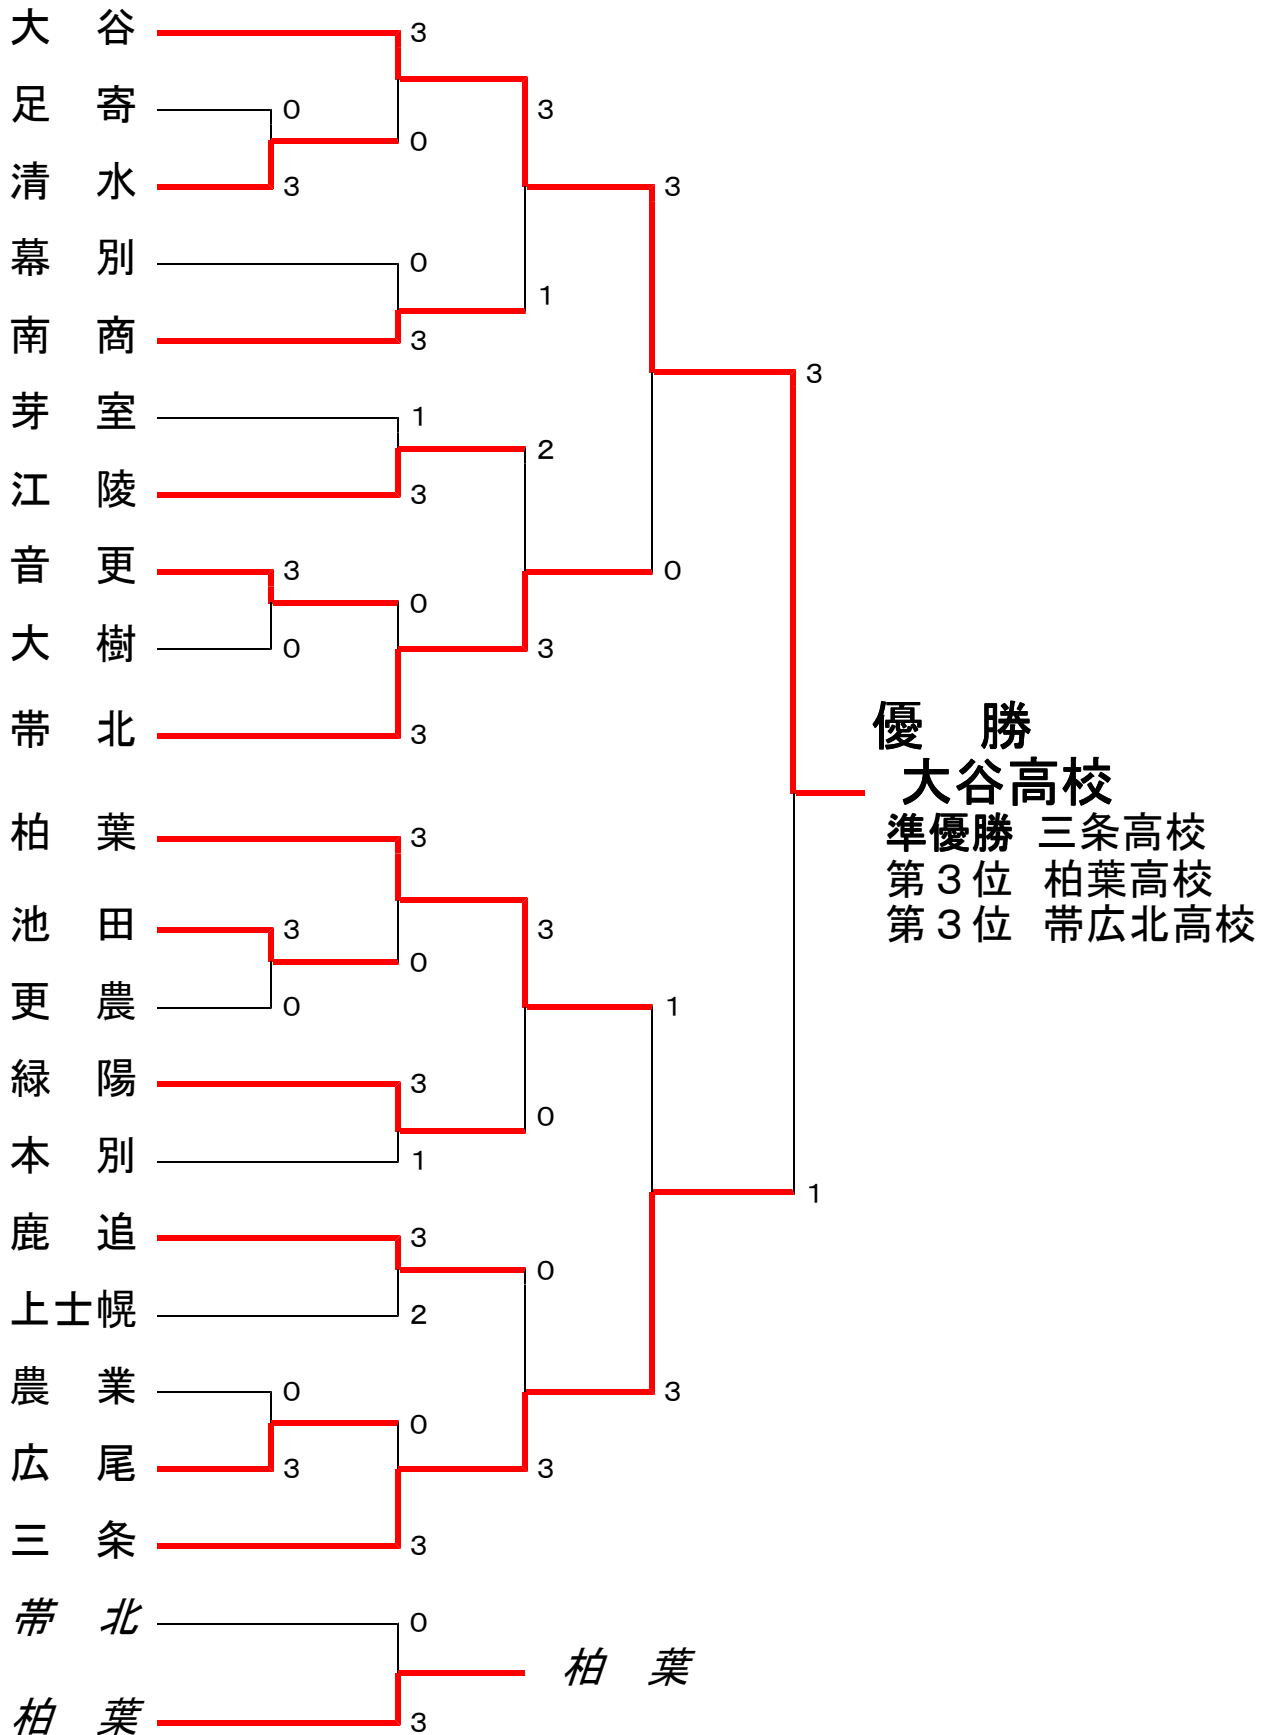 大　谷
3
足　寄
0
3
0
清　水
3
3
幕　別
0
1
南　商
3
3
芽　室
1
2
江　陵
3
音　更
3
0
0
大　樹
0
3
帯　北
3
優　勝
大谷高校
準優勝 三条高校
第３位 柏葉高校
第３位 帯広北高校
柏　葉
3
池　田
3
3
0
更　農
0
1
緑　陽
3
0
本　別
1
1
鹿　追
3
0
上士幌
2
農　業
0
3
0
広　尾
3
3
三　条
3
帯　北
0
柏　葉
柏　葉
3